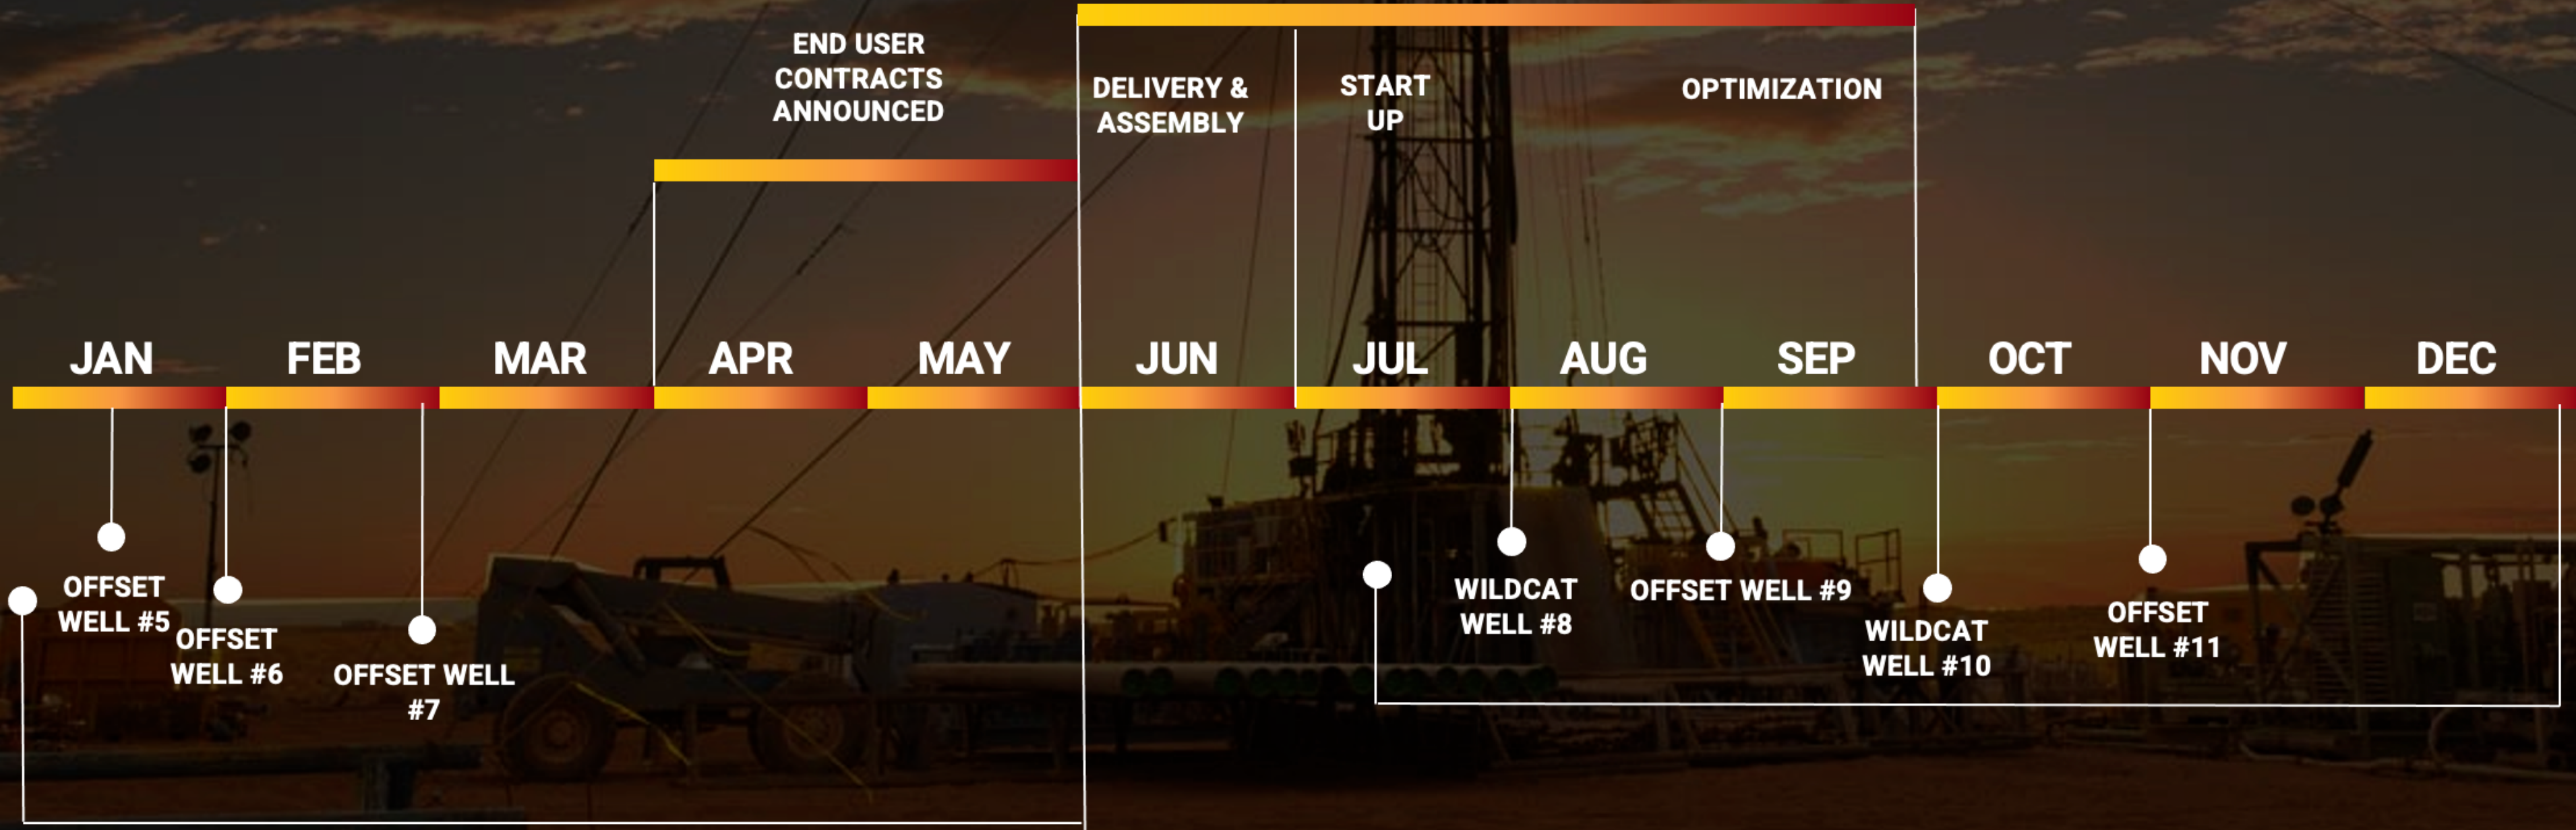 END USER
CONTRACTS
ANNOUNCED
DELIVERY &
ASSEMBLY
START
UP
OPTIMIZATION
JAN
FEB
MAR
APR
MAY
JUN
JUL
AUG
SEP
OCT
NOV
DEC
OFFSET
WELL #5
OFFSET
WELL #6
OFFSET WELL
#7
WILDCAT
WELL #8
OFFSET WELL #9
WILDCAT
WELL #10
OFFSET
WELL #11